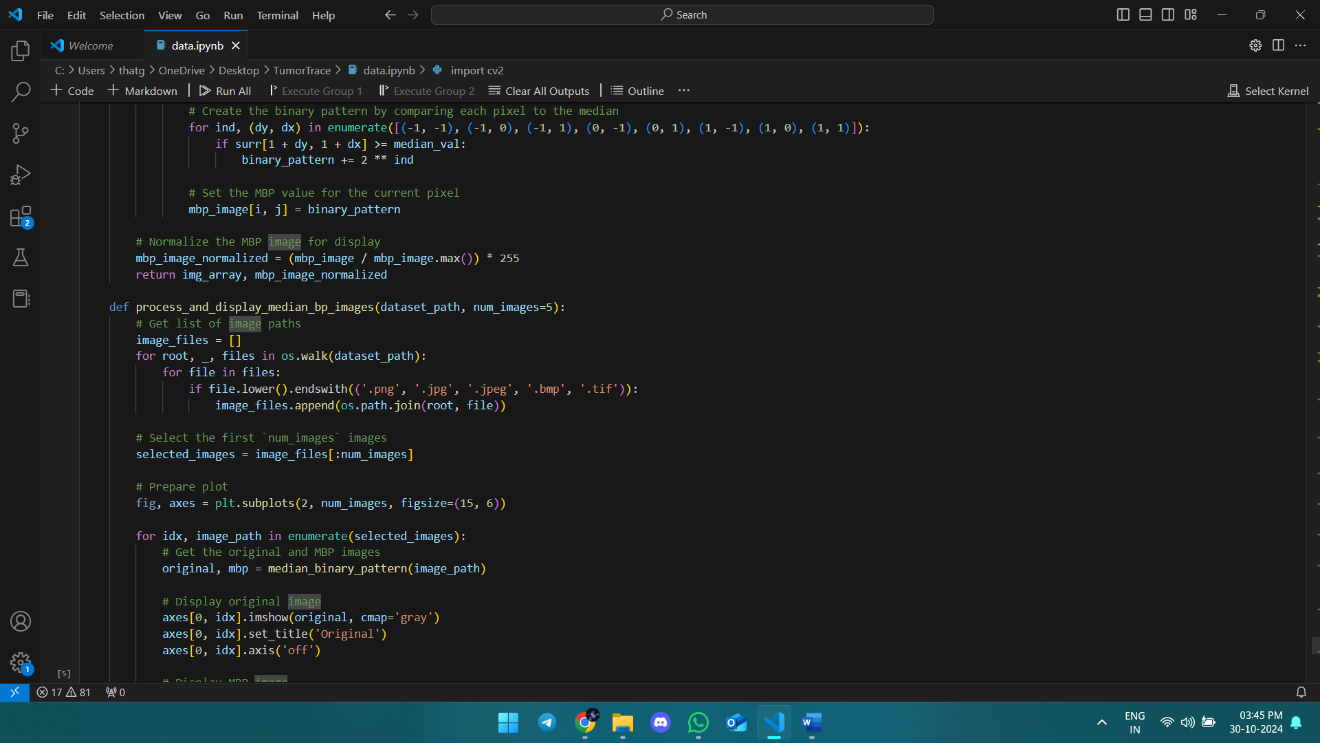 File Edit Selection View Go Run Terminal Help
Search
Welcome
data.ipynb
C: > Users > thatg > OneDrive > Desktop > TumorTrace > data.ipynb > import cv2
+ Code + Markdown | Run All Execute Group 1 Execute Group 2 Clear All Outputs | Outline ...
Select Kernel
# Create the binary pattern by comparing each pixel to the median
for ind, (dy, dx) in enumerate([(-1, -1), (-1, 0), (-1, 1), (0, -1), (0, 1), (1, -1), (1, 0), (1, 1)]):
if surr[1 + dy, 1 + dx] >= median_val:
binary_pattern += 2 ** ind
# Set the MBP value for the current pixel
mbp_image[i, j] = binary_pattern
# Normalize the MBP image for display
mbp_image_normalized = (mbp_image / mbp_image.max()) * 255
return img_array, mbp_image_normalized
def process_and_display_median_bp_images(dataset_path, num_images=5):
# Get list of image paths
image_files = []
for root, _, files in os.walk(dataset_path):
for file in files:
if file.lower().endswith(('.png', '.jpg', '.jpeg', '.bmp', '.tif')):
image_files.append(os.path.join(root, file))
# Select the first `num_images` images
selected_images = image_files[:num_images]
# Prepare plot
fig, axes = plt.subplots(2, num_images, figsize=(15, 6))
for idx, image_path in enumerate(selected_images):
# Get the original and MBP images
original, mbp = median_binary_pattern(image_path)
# Display original image
axes[0, idx].imshow(original, cmap='gray')
axes[0, idx].set_title('Original')
axes[0, idx].axis('off')
[5]
# Display MBP image
2
1
17 81 0
ENG
IN
03:45 PM
30-10-2024